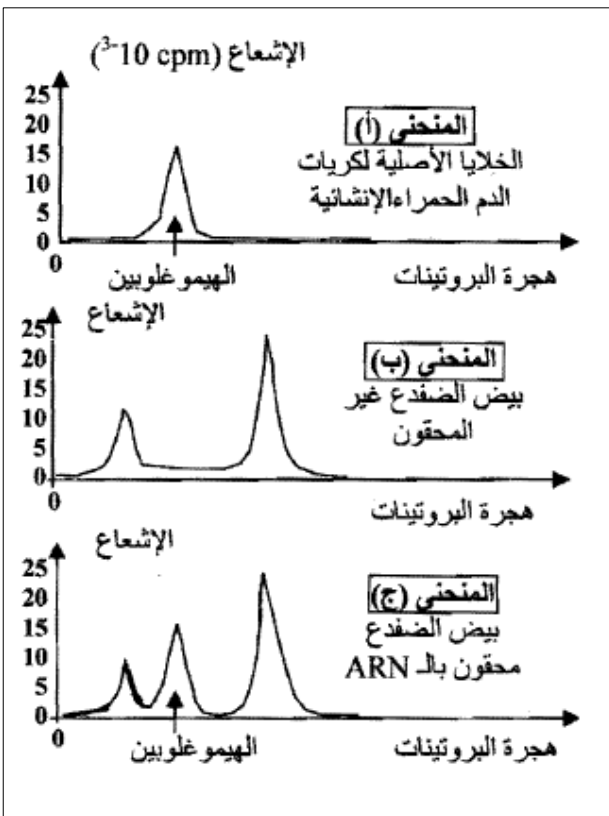 الإشعاع (10⁻³ cpm)
25
20
15
10
5
0
0
المنحنى (أ)
الخلايا الأصلية لكريات
الدم الحمراءالإنشائية
الهيموغلوبين
هجرة البروتينات
الإشعاع
25
20
15
10
5
0
0
المنحنى (ب)
بيض الضفدع غير
المحقون
هجرة البروتينات
الإشعاع
25
20
15
10
5
0
0
المنحنى (ج)
بيض الضفدع
محقون بالـ ARN
الهيموغلوبين
هجرة البروتينات